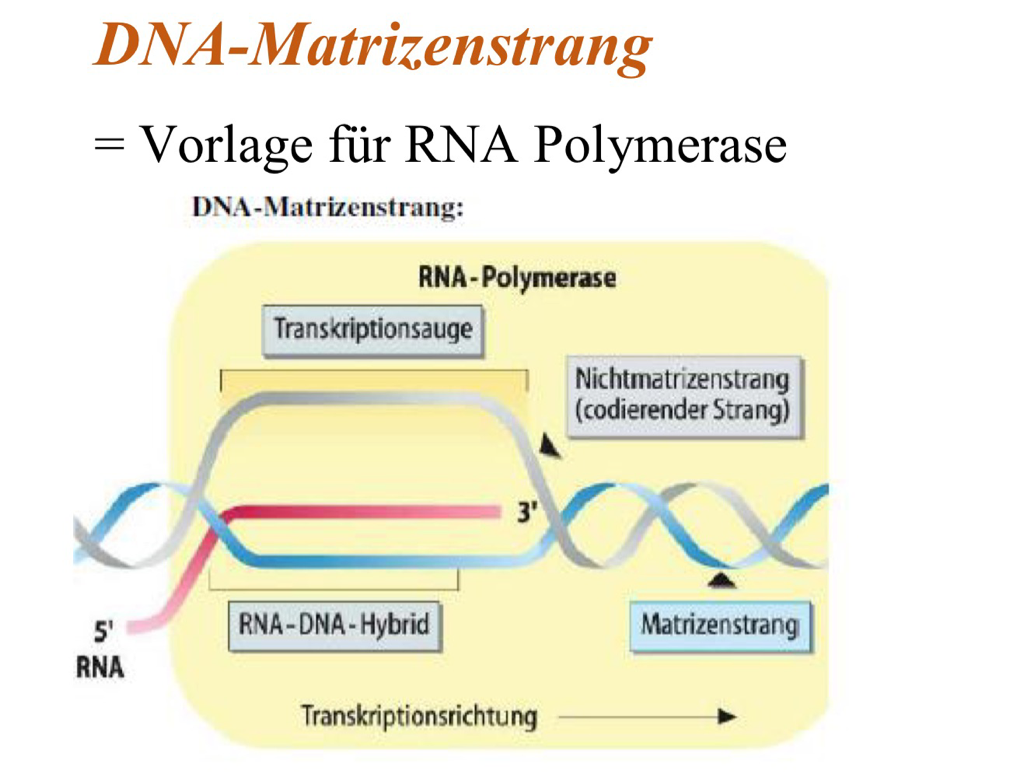 DNA-Matrizenstrang
= Vorlage für RNA Polymerase
DNA-Matrizenstrang:
RNA-Polymerase
Transkriptionsauge
Nichtmatrizenstrang
(codierender Strang)
3'
5'
RNA
RNA-DNA-Hybrid
Matrizenstrang
Transkriptionsrichtung